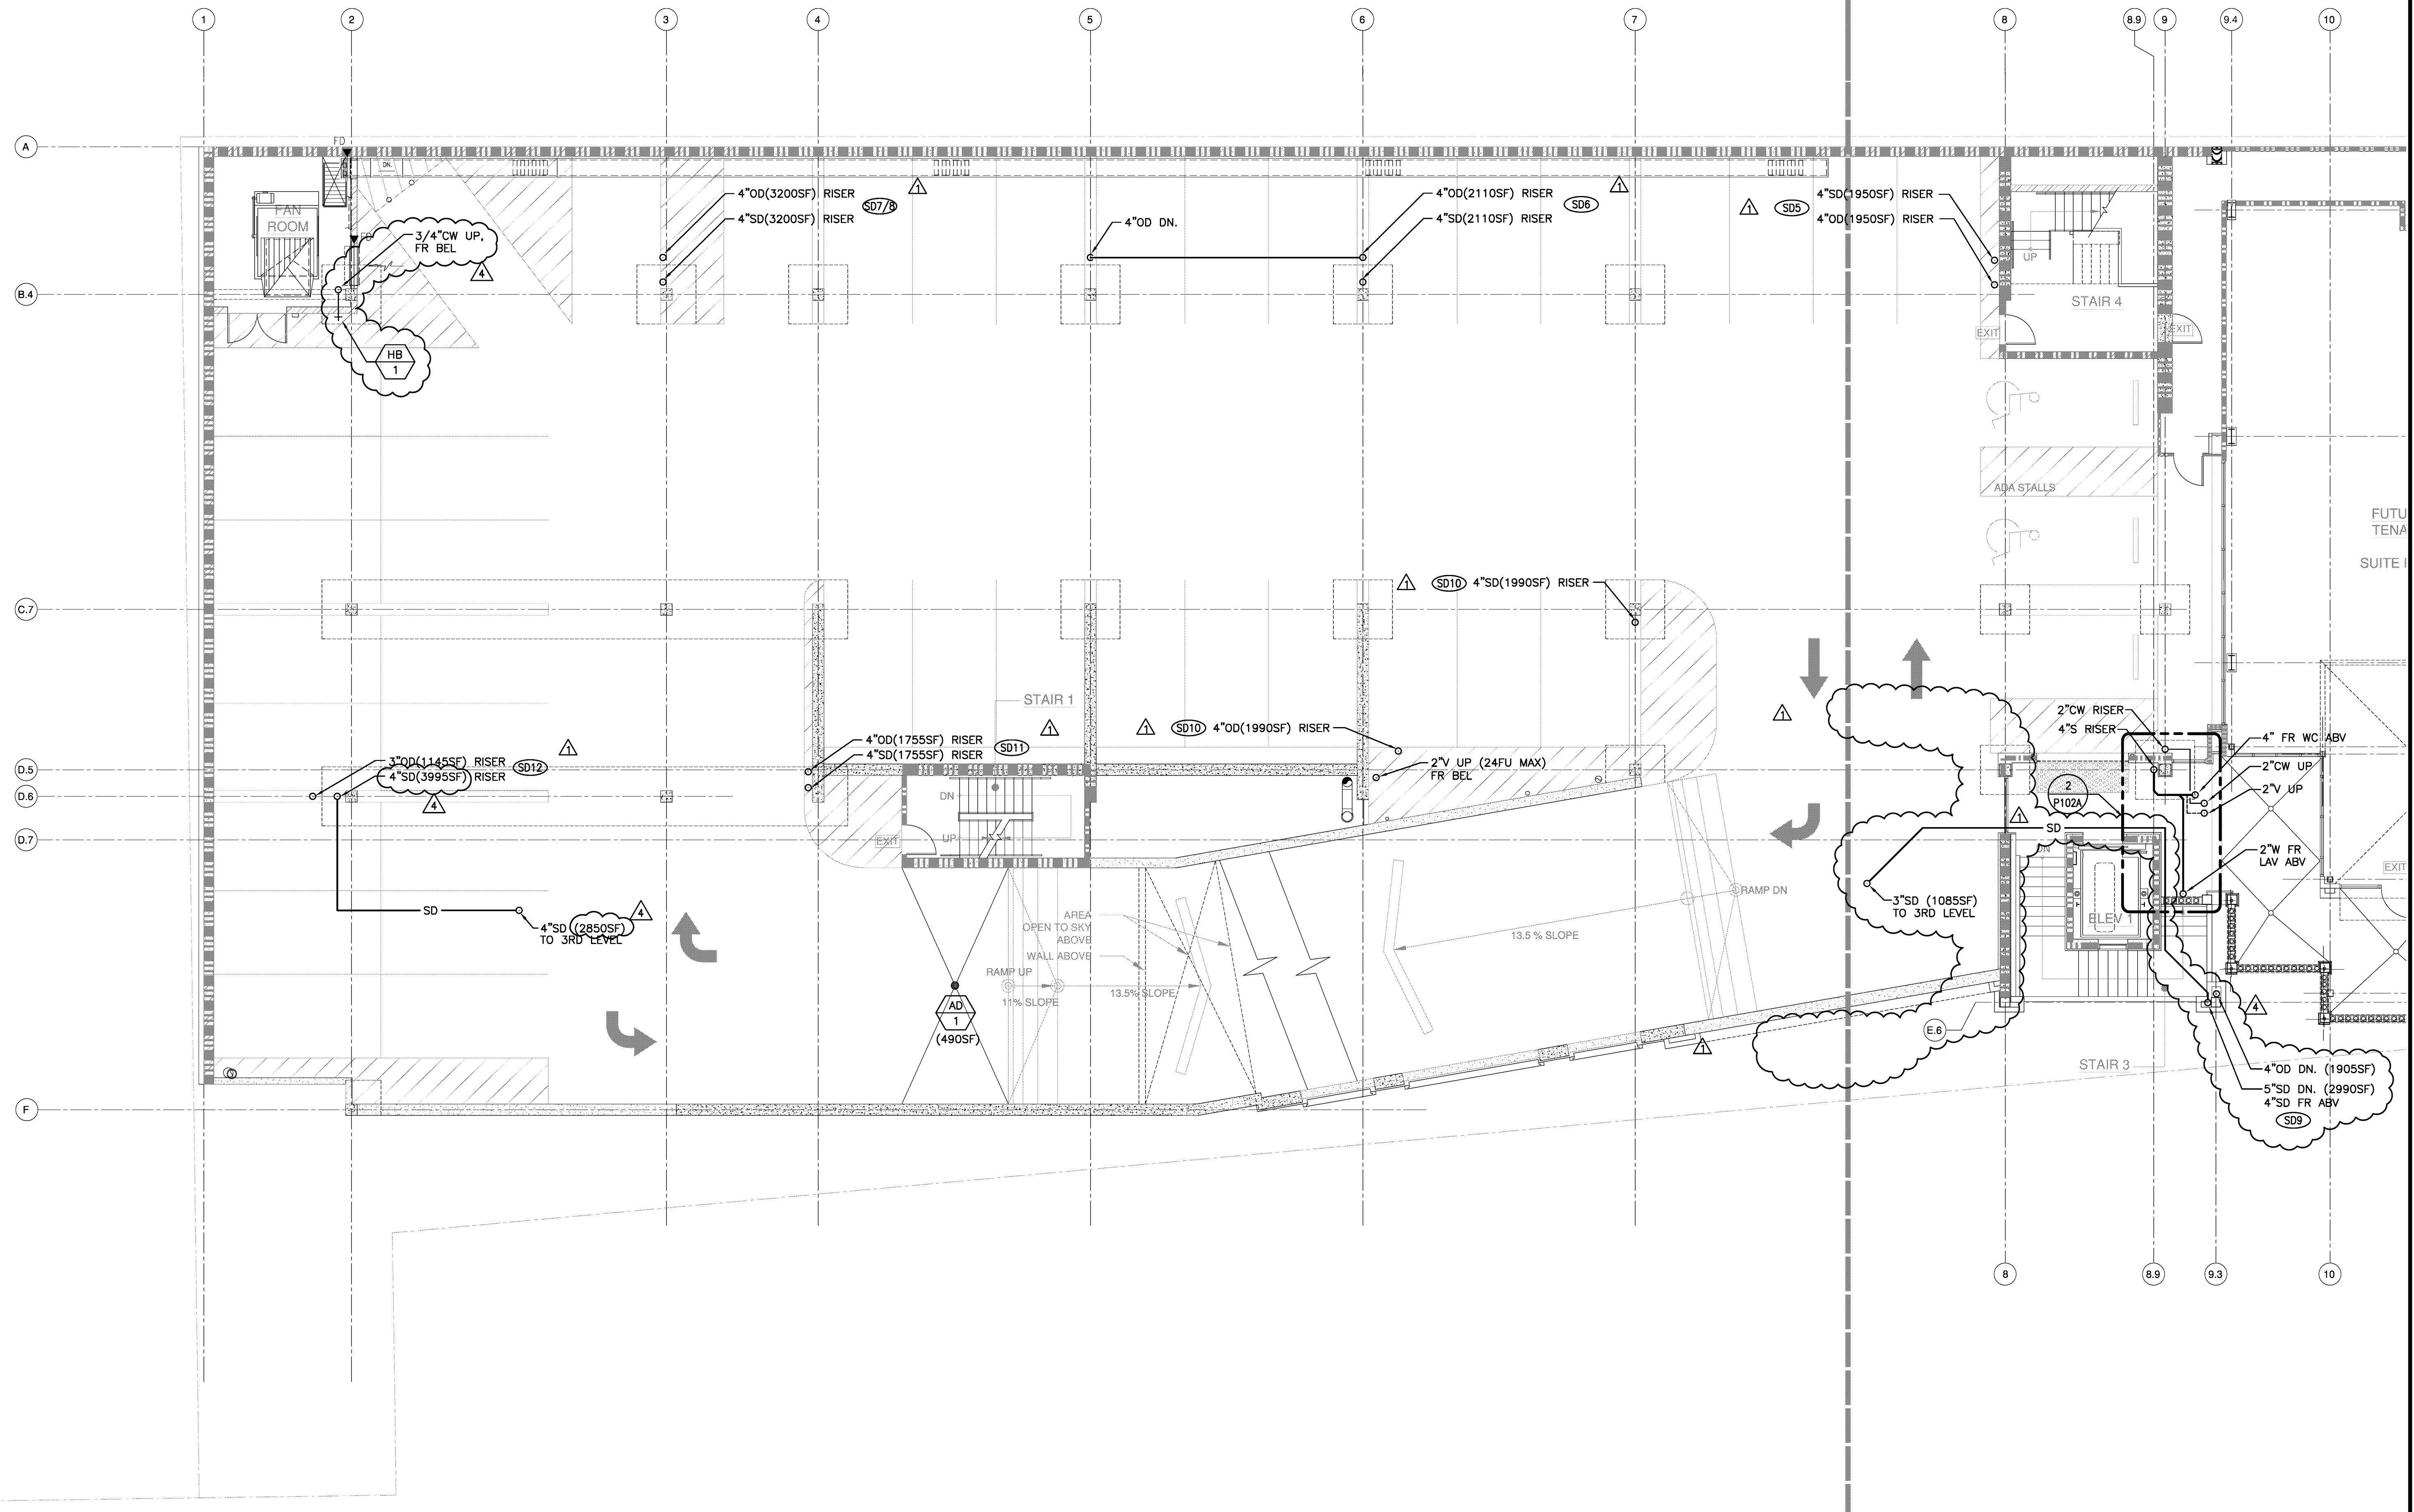 1
2
3
4
5
6
7
8
8.9
9
9.4
10
A
FD
DN.
FAN
ROOM
3/4"CW UP,
FR BEL
FD
4
4"OD(3200SF) RISER
SD7/8
4"SD(3200SF) RISER
1
4"OD DN.
4"OD(2110SF) RISER
SD6
4"SD(2110SF) RISER
1
1
SD5
4"SD(1950SF) RISER
4"OD(1950SF) RISER
UP
STAIR 4
EXIT
EXIT
B.4
HB
1
ADA STALLS
FUTU
TENA
SUITE I
C.7
1
SD10
4"SD(1990SF) RISER
STAIR 1
1
4"OD(1755SF) RISER
4"SD(1755SF) RISER
SD11
1
SD10
4"OD(1990SF) RISER
2"V UP (24FU MAX)
FR BEL
1
2"CW RISER
4"S RISER
4" FR WC ABV
2"CW UP
2"V UP
2
P102A
1
SD
2"W FR
LAV ABV
EXIT
D.5
D.6
D.7
1
3"OD(1145SF) RISER
SD12
4"SD(3995SF) RISER
4
DN
UP
EXIT
SD
4"SD (2850SF)
TO 3RD LEVEL
4
AREA
OPEN TO SKY
ABOVE
WALL ABOVE
RAMP UP
11% SLOPE
13.5% SLOPE
13.5 % SLOPE
RAMP DN
AD
1
(490SF)
3"SD (1085SF)
TO 3RD LEVEL
DN
ELEV 1
E.6
1
4
STAIR 3
4"OD DN. (1905SF)
5"SD DN. (2990SF)
4"SD FR ABV
SD9
F
8
8.9
9.3
10